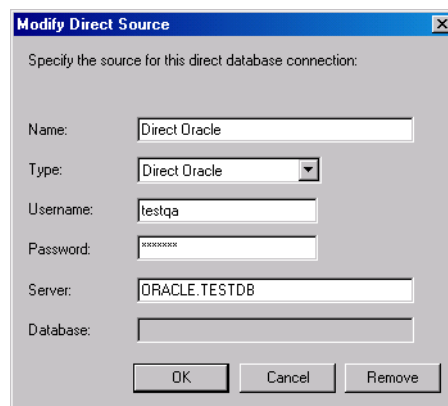 Modify Direct Source
Specify the source for this direct database connection:
Name: Direct Oracle
Type: Direct Oracle
Username: testqa
Password: *******
Server: ORACLE.TESTDB
Database:
OK Cancel Remove